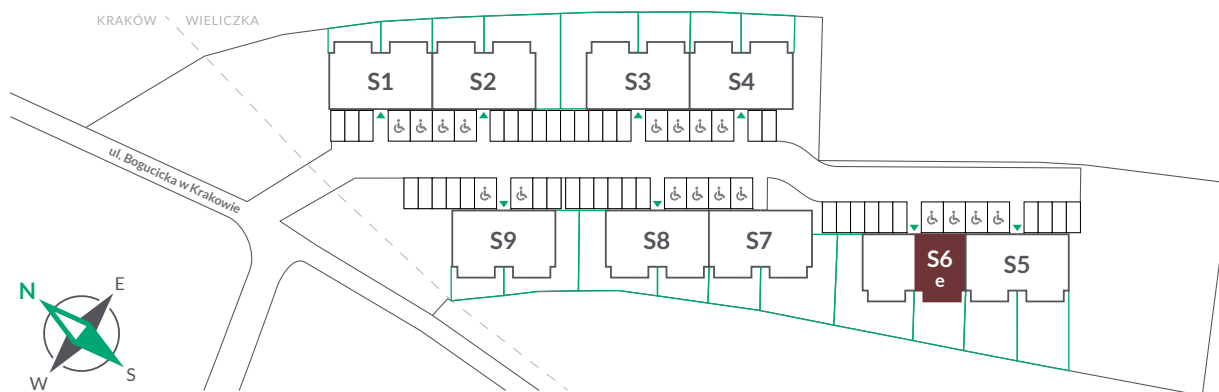 KRAKÓW WIELICZKA
S1 S2 S3 S4
ul. Bogucicka w Krakowie
S9 S8 S7
S6 S5
e
N E
W S